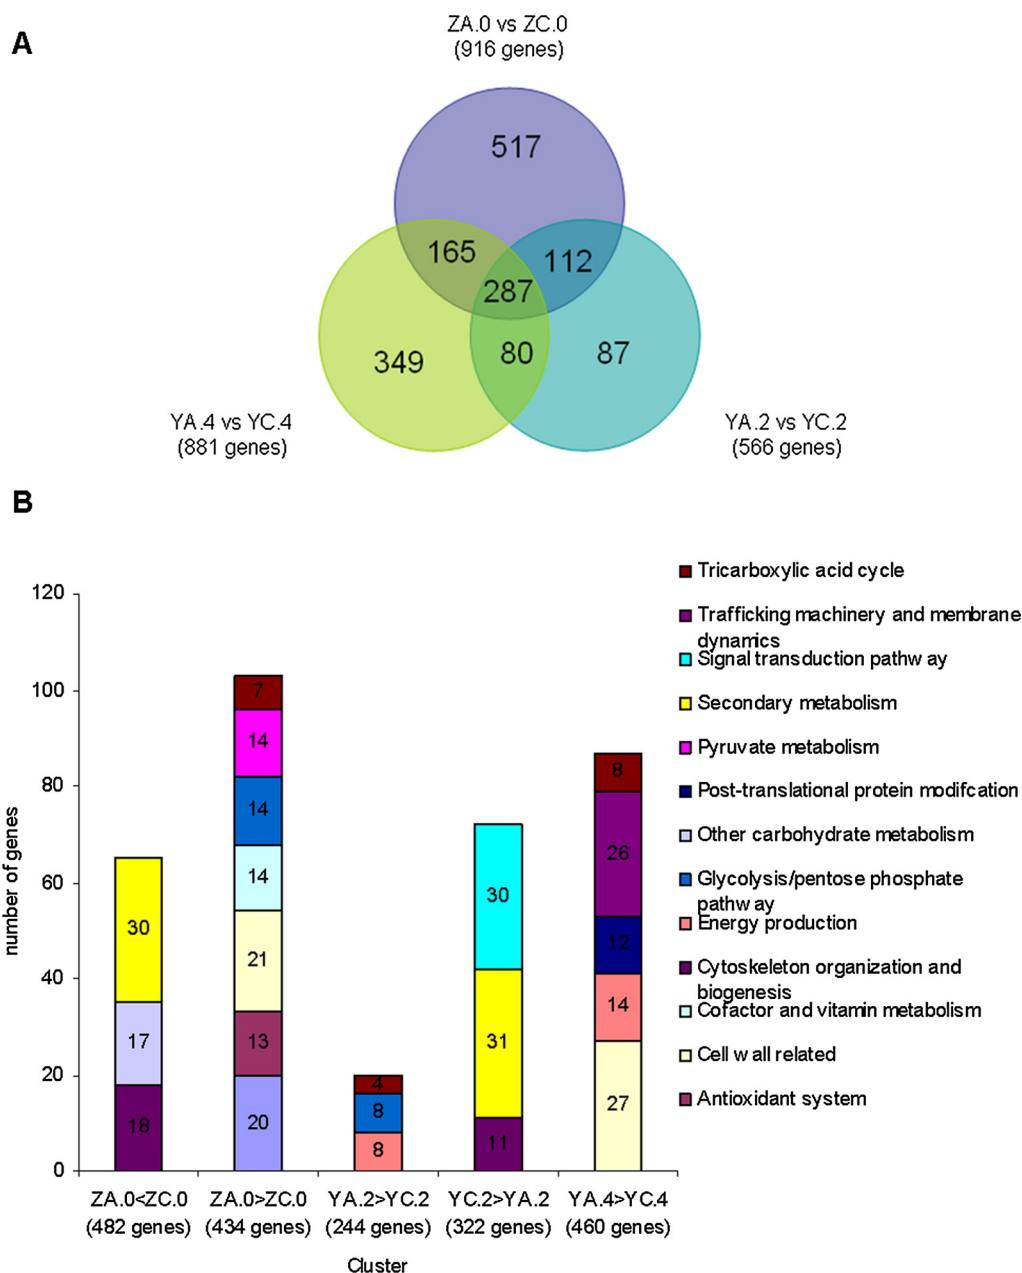 A
ZA.0 vs ZC.0
(916 genes)
517
165
112
287
349
80
87
YA.4 vs YC.4
(881 genes)
YA.2 vs YC.2
(566 genes)
B
number of genes
120
100
80
60
40
20
0
30
17
18
7
14
14
14
21
13
20
4
8
8
30
31
11
8
26
12
14
27
ZA.0<ZC.0
(482 genes)
ZA.0>ZC.0
(434 genes)
YA.2>YC.2
(244 genes)
YC.2>YA.2
(322 genes)
YA.4>YC.4
(460 genes)
Cluster
Tricarboxylic acid cycle
Trafficking machinery and membrane
dynamics
Signal transduction pathway
Secondary metabolism
Pyruvate metabolism
Post-translational protein modifcation
Other carbohydrate metabolism
Glycolysis/pentose phosphate
pathway
Energy production
Cytoskeleton organization and
biogenesis
Cofactor and vitamin metabolism
Cell wall related
Antioxidant system